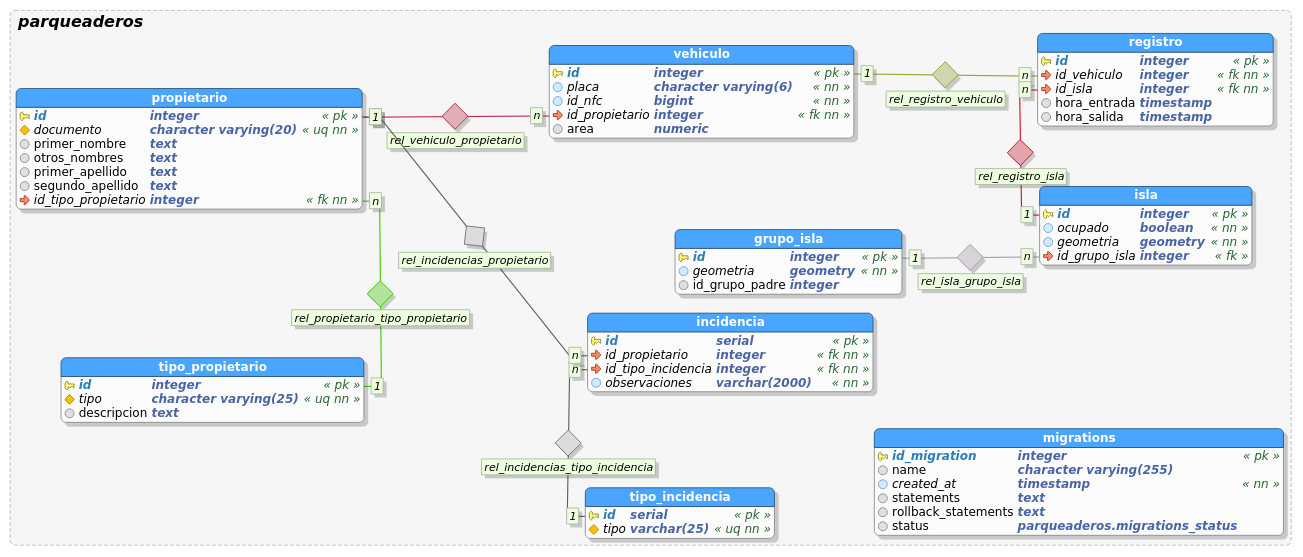 parqueaderos
propietario
id integer « pk »
documento character varying(20) « uq nn »
primer_nombre text
otros_nombres text
primer_apellido text
segundo_apellido text
id_tipo_propietario integer « fk nn »
1
n
rel_vehiculo_propietario
n
vehiculo
id integer « pk »
placa character varying(6) « nn »
id_nfc bigint « nn »
id_propietario integer « fk nn »
area numeric
1
rel_registro_vehiculo
n
n
registro
id integer « pk »
id_vehiculo integer « fk nn »
id_isla integer « fk nn »
hora_entrada timestamp
hora_salida timestamp
rel_registro_isla
1
isla
id integer « pk »
ocupado boolean « nn »
geometria geometry « nn »
id_grupo_isla integer « fk »
grupo_isla
id integer « pk »
geometria geometry « nn »
id_grupo_padre integer
1
n
rel_isla_grupo_isla
rel_incidencias_propietario
rel_propietario_tipo_propietario
tipo_propietario
id integer « pk »
tipo character varying(25) « uq nn »
descripcion text
1
incidencia
id serial « pk »
id_propietario integer « fk nn »
id_tipo_incidencia integer « fk nn »
observaciones varchar(2000) « nn »
n
n
rel_incidencias_tipo_incidencia
1
tipo_incidencia
id serial « pk »
tipo varchar(25) « uq nn »
migrations
id_migration integer « pk »
name character varying(255)
created_at timestamp « nn »
statements text
rollback_statements text
status parqueaderos.migrations_status